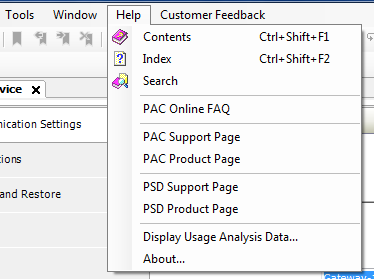 Tools Window Help Customer Feedback
Contents Ctrl+Shift+F1
Index Ctrl+Shift+F2
Search
PAC Online FAQ
PAC Support Page
PAC Product Page
PSD Support Page
PSD Product Page
Display Usage Analysis Data...
About...
vice x
nication Settings
tions
and Restore
Gateway-